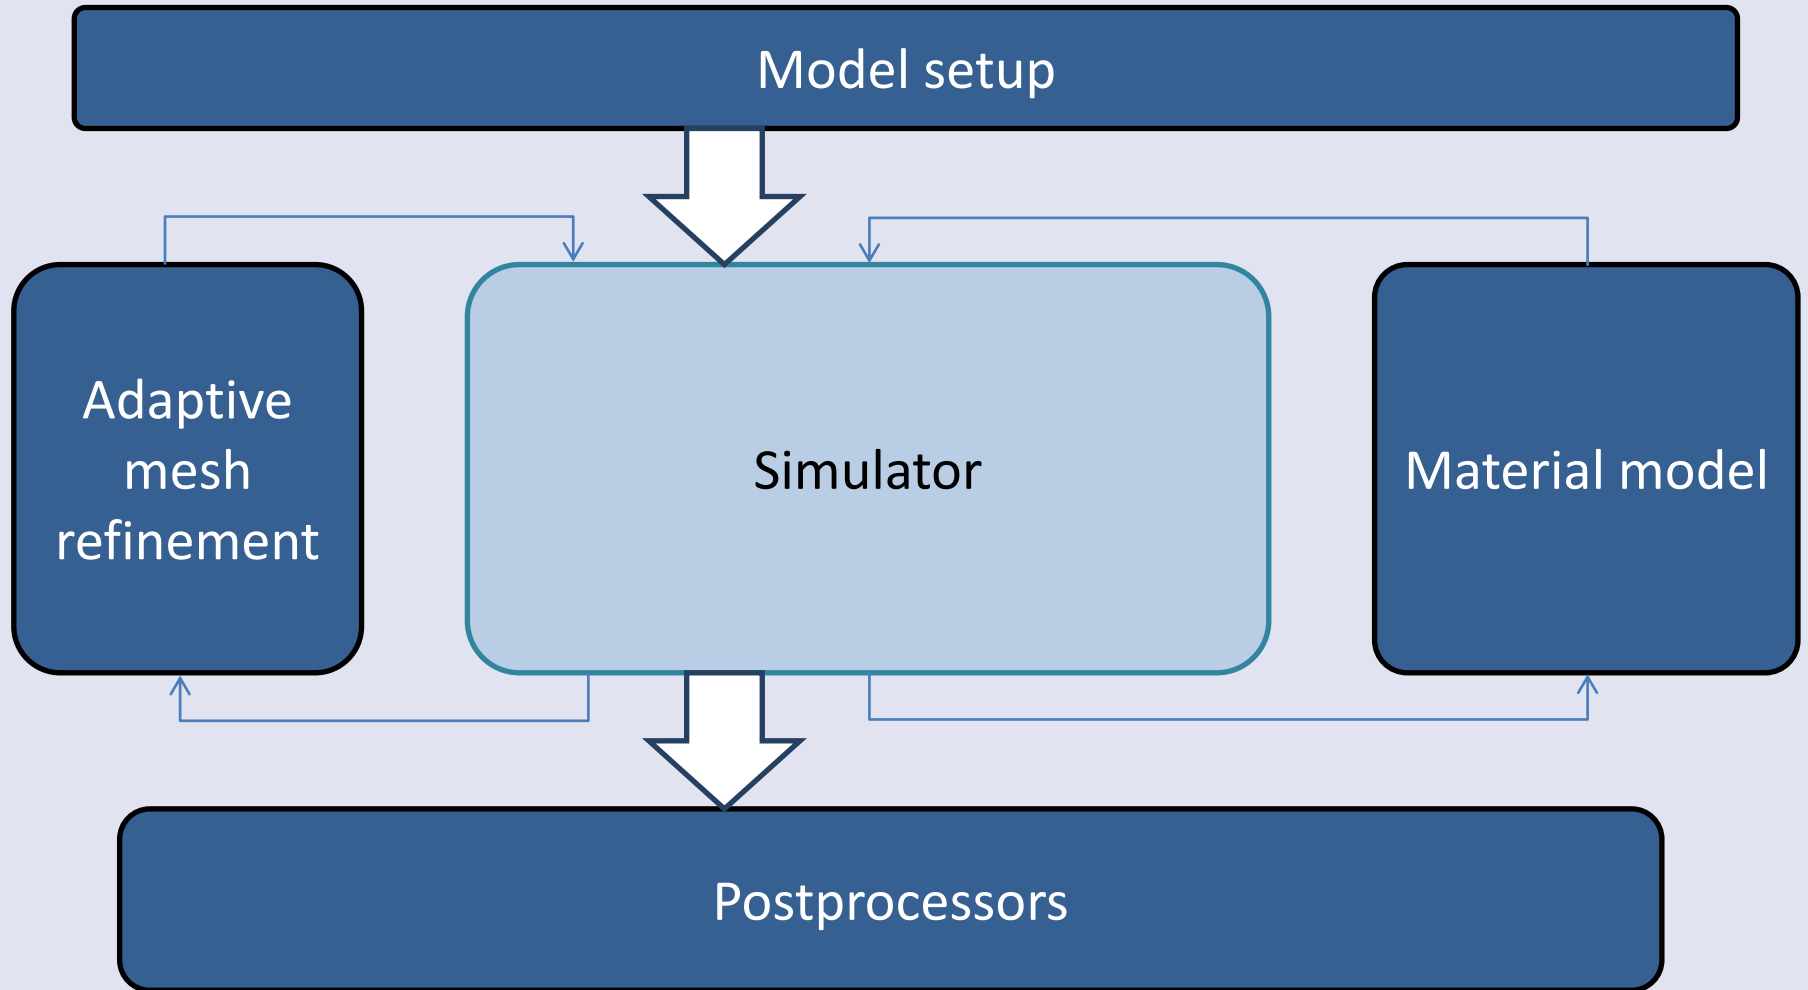 Model setup
Adaptive
mesh
refinement
Simulator
Material model
Postprocessors